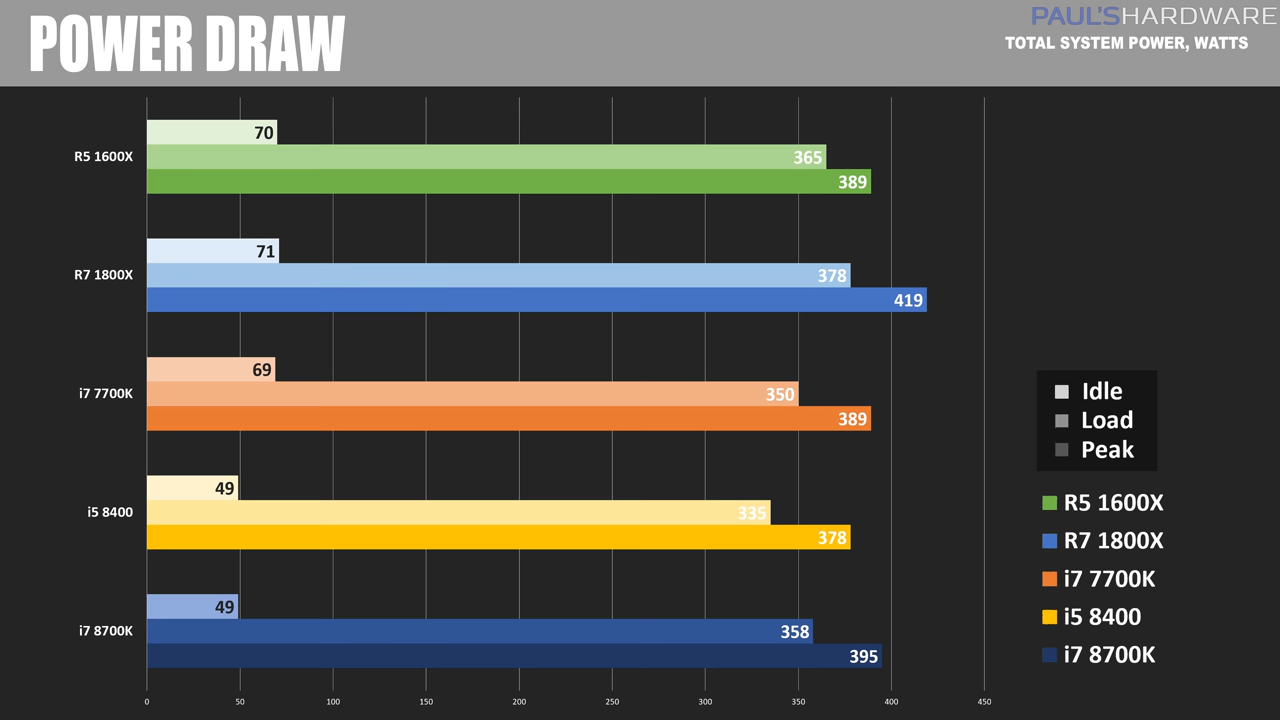 POWER DRAW
PAUL'SHARDWARE
TOTAL SYSTEM POWER, WATTS
R5 1600X
70
365
389
R7 1800X
71
378
419
i7 7700K
69
350
389
i5 8400
49
335
378
i7 8700K
49
358
395
0 50 100 150 200 250 300 350 400 450
Idle
Load
Peak
R5 1600X
R7 1800X
i7 7700K
i5 8400
i7 8700K